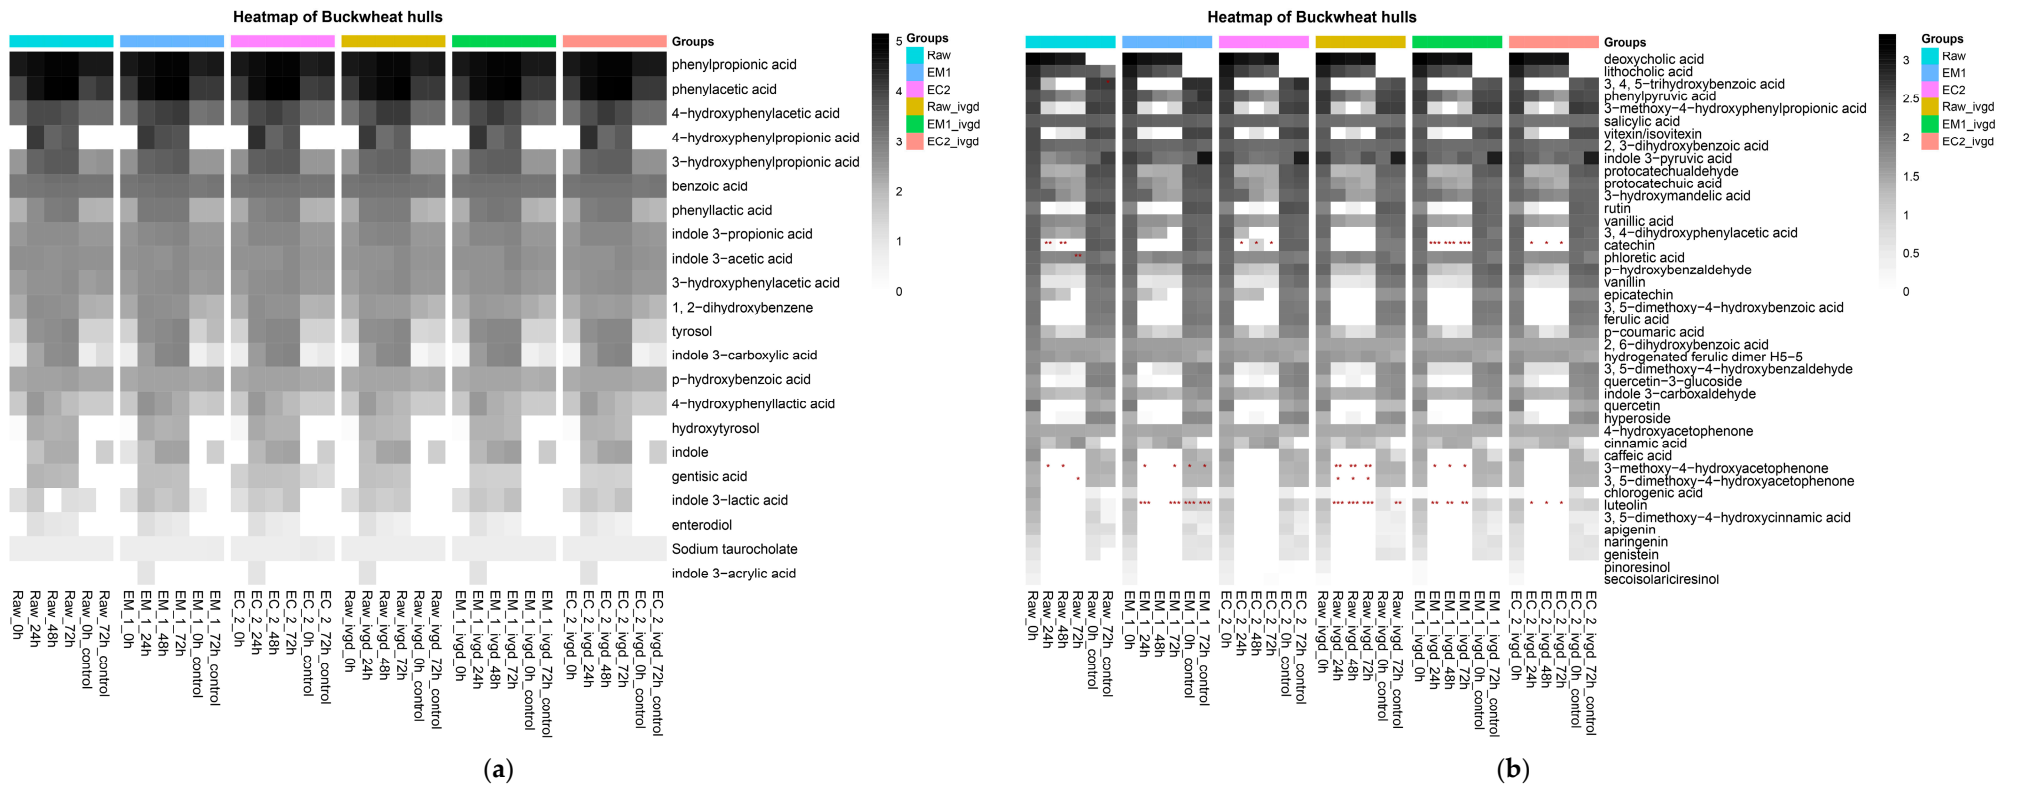 Heatmap of Buckwheat hulls
Groups
phenylpropionic acid
phenylacetic acid
4−hydroxyphenylacetic acid
4−hydroxyphenylpropionic acid
3−hydroxyphenylpropionic acid
benzoic acid
phenyllactic acid
indole 3−propionic acid
indole 3−acetic acid
3−hydroxyphenylacetic acid
1, 2−dihydroxybenzene
tyrosol
indole 3−carboxylic acid
p−hydroxybenzoic acid
4−hydroxyphenyllactic acid
hydroxytyrosol
indole
gentisic acid
indole 3−lactic acid
enterodiol
Sodium taurocholate
indole 3−acrylic acid
5
4
3
2
1
0
Groups
Raw
EM1
EC2
Raw_ivgd
EM1_ivgd
EC2_ivgd
Raw_0h
Raw_24h
Raw_48h
Raw_72h
Raw_0h_control
Raw_72h_control
EM_1_0h
EM_1_24h
EM_1_48h
EM_1_72h
EM_1_0h_control
EM_1_72h_control
EC_2_0h
EC_2_24h
EC_2_48h
EC_2_72h
EC_2_0h_control
EC_2_72h_control
Raw_ivgd_0h
Raw_ivgd_24h
Raw_ivgd_48h
Raw_ivgd_72h
Raw_ivgd_0h_control
Raw_ivgd_72h_control
EM_1_ivgd_0h
EM_1_ivgd_24h
EM_1_ivgd_48h
EM_1_ivgd_72h
EM_1_ivgd_0h_control
EM_1_ivgd_72h_control
EC_2_ivgd_0h
EC_2_ivgd_24h
EC_2_ivgd_48h
EC_2_ivgd_72h
EC_2_ivgd_0h_control
EC_2_ivgd_72h_control
(a)
Heatmap of Buckwheat hulls
Groups
deoxycholic acid
lithocholic acid
3, 4, 5−trihydroxybenzoic acid
phenylpyruvic acid
3−methoxy−4−hydroxyphenylpropionic acid
salicylic acid
vitexin/isovitexin
2, 3−dihydroxybenzoic acid
indole 3−pyruvic acid
protocatechualdehyde
protocatechuic acid
3−hydroxymandelic acid
rutin
vanillic acid
3, 4−dihydroxyphenylacetic acid
** ** * * * *** *** *** * * * catechin
** phloretic acid
p−hydroxybenzaldehyde
vanillin
epicatechin
3, 5−dimethoxy−4−hydroxybenzoic acid
ferulic acid
p−coumaric acid
2, 6−dihydroxybenzoic acid
hydrogenated ferulic dimer H5−5
3, 5−dimethoxy−4−hydroxybenzaldehyde
quercetin−3−glucoside
indole 3−carboxaldehyde
quercetin
hyperoside
4−hydroxyacetophenone
cinnamic acid
caffeic acid
* * * * * * ** ** ** * * * 3−methoxy−4−hydroxyacetophenone
* * * * 3, 5−dimethoxy−4−hydroxyacetophenone
chlorogenic acid
*** *** *** *** *** *** *** ** ** ** ** * * * luteolin
3, 5−dimethoxy−4−hydroxycinnamic acid
apigenin
naringenin
genistein
pinoresinol
secoisolariciresinol
3
2.5
2
1.5
1
0.5
0
Groups
Raw
EM1
EC2
Raw_ivgd
EM1_ivgd
EC2_ivgd
Raw_0h
Raw_24h
Raw_48h
Raw_72h
Raw_0h_control
Raw_72h_control
EM_1_0h
EM_1_24h
EM_1_48h
EM_1_72h
EM_1_0h_control
EM_1_72h_control
EC_2_0h
EC_2_24h
EC_2_48h
EC_2_72h
EC_2_0h_control
EC_2_72h_control
Raw_ivgd_0h
Raw_ivgd_24h
Raw_ivgd_48h
Raw_ivgd_72h
Raw_ivgd_0h_control
Raw_ivgd_72h_control
EM_1_ivgd_0h
EM_1_ivgd_24h
EM_1_ivgd_48h
EM_1_ivgd_72h
EM_1_ivgd_0h_control
EM_1_ivgd_72h_control
EC_2_ivgd_0h
EC_2_ivgd_24h
EC_2_ivgd_48h
EC_2_ivgd_72h
EC_2_ivgd_0h_control
EC_2_ivgd_72h_control
(b)